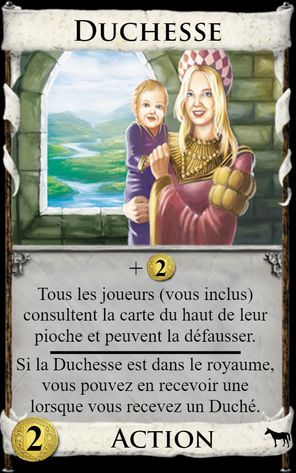 DUCHESSE
+ 2
Tous les joueurs (vous inclus)
consultent la carte du haut de leur
pioche et peuvent la défausser.
Si la Duchesse est dans le royaume,
vous pouvez en recevoir une
lorsque vous recevez un Duché.
2 ACTION